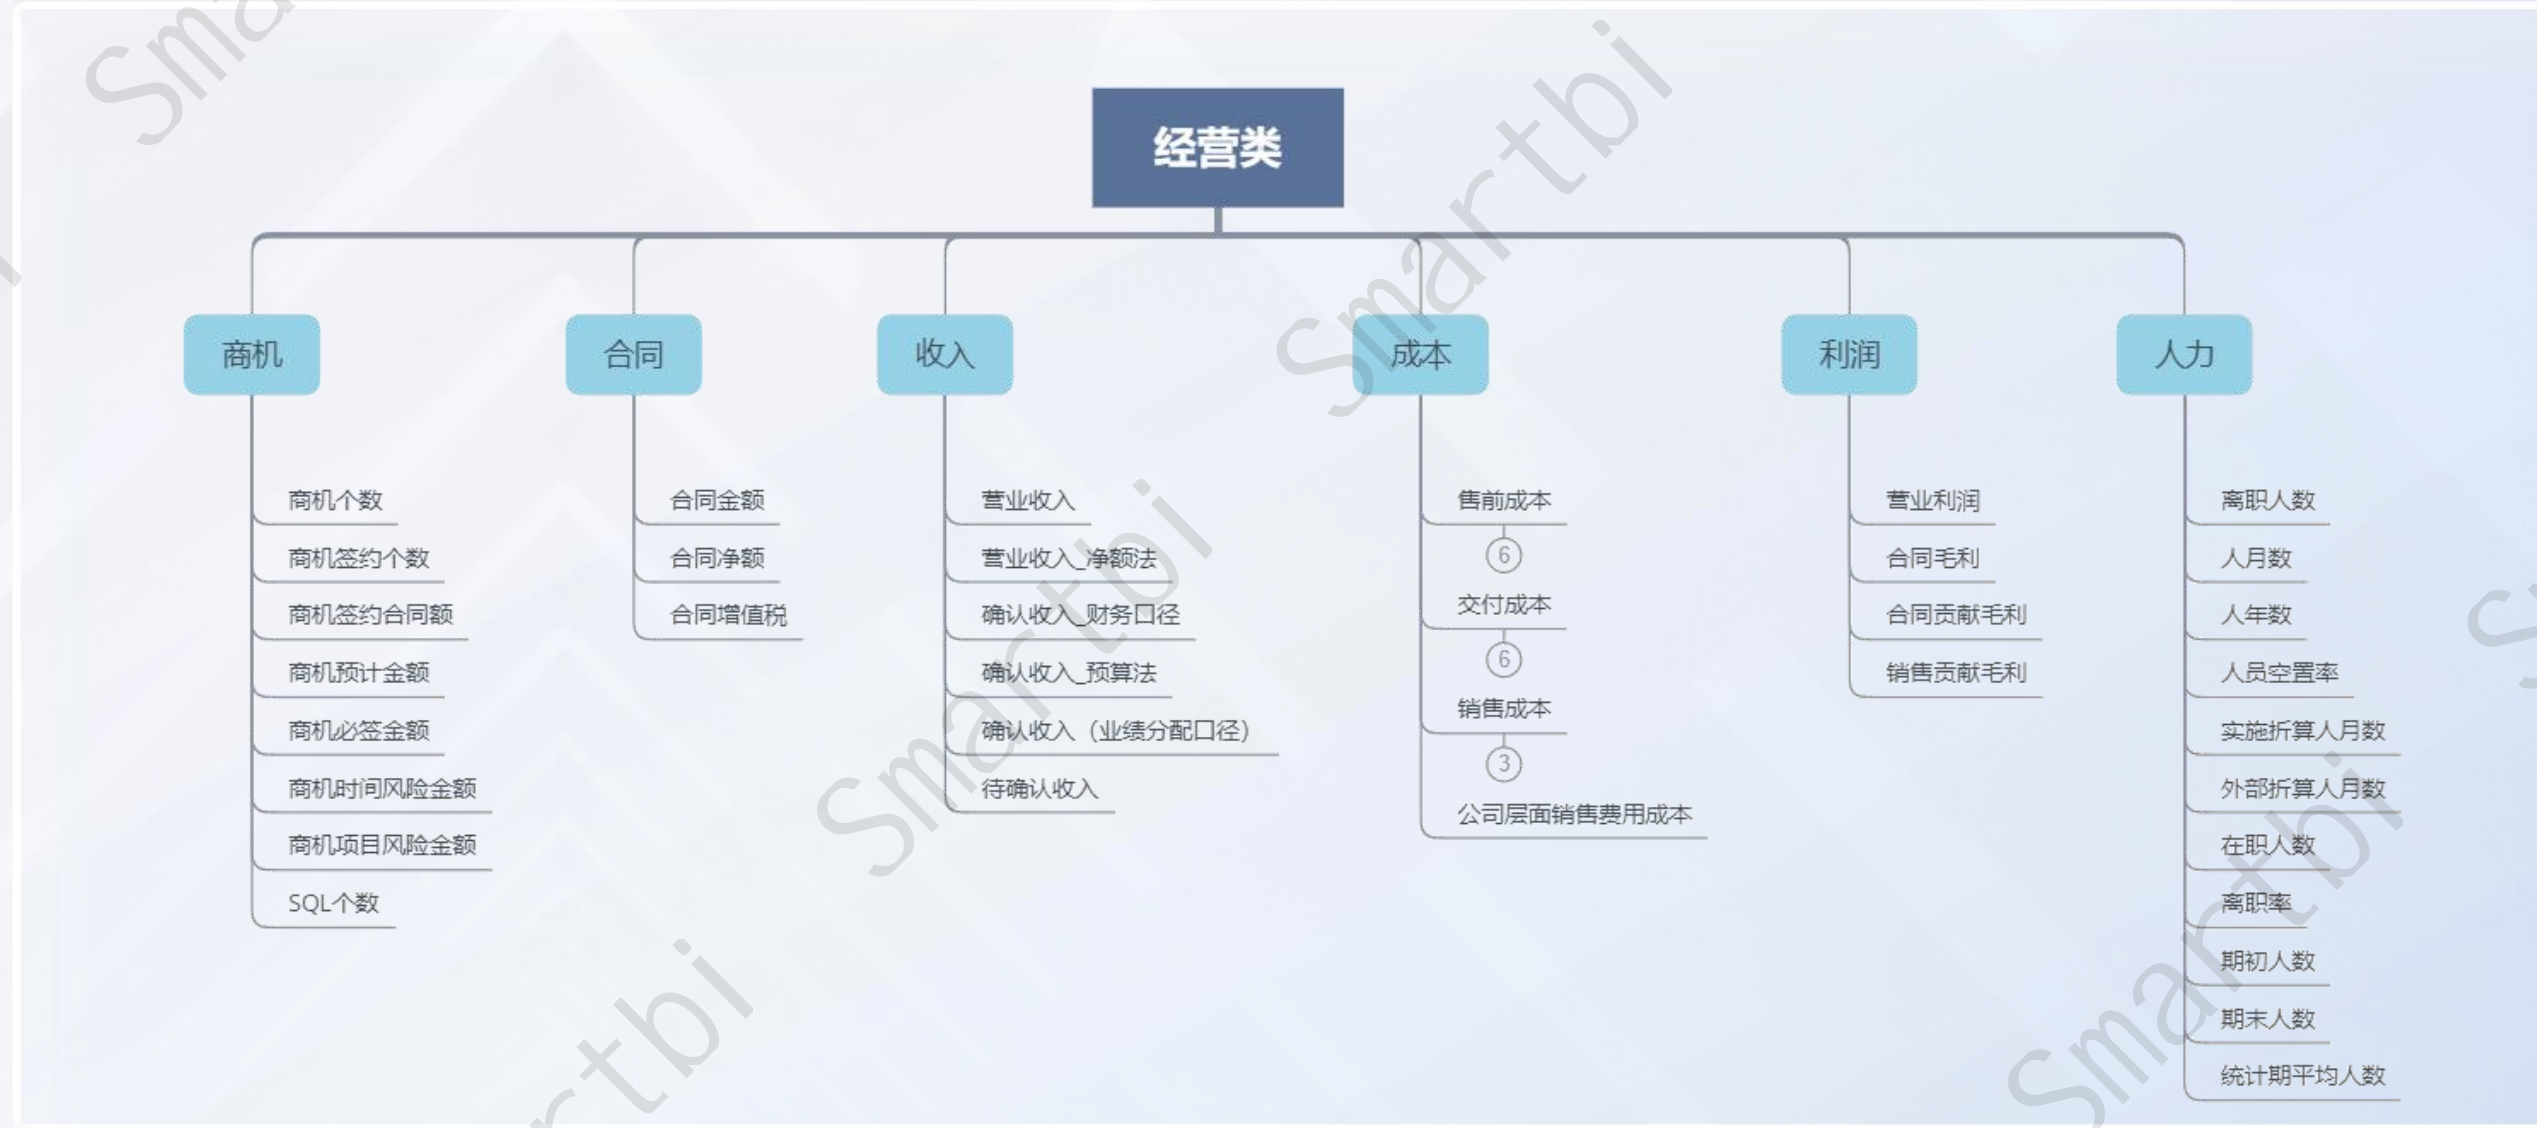 经营类
商机
商机个数
商机签约个数
商机签约合同额
商机预计金额
商机必签金额
商机时间风险金额
商机项目风险金额
SQL个数
合同
合同金额
合同净额
合同增值税
收入
营业收入
营业收入_净额法
确认收入_财务口径
确认收入_预算法
确认收入（业绩分配口径）
待确认收入
成本
售前成本
6
交付成本
6
销售成本
3
公司层面销售费用成本
利润
营业利润
合同毛利
合同贡献毛利
销售贡献毛利
人力
离职人数
人月数
人年数
人员空置率
实施折算人月数
外部折算人月数
在职人数
离职率
期初人数
期末人数
统计期平均人数
Smartbi
Smartbi
Smartbi